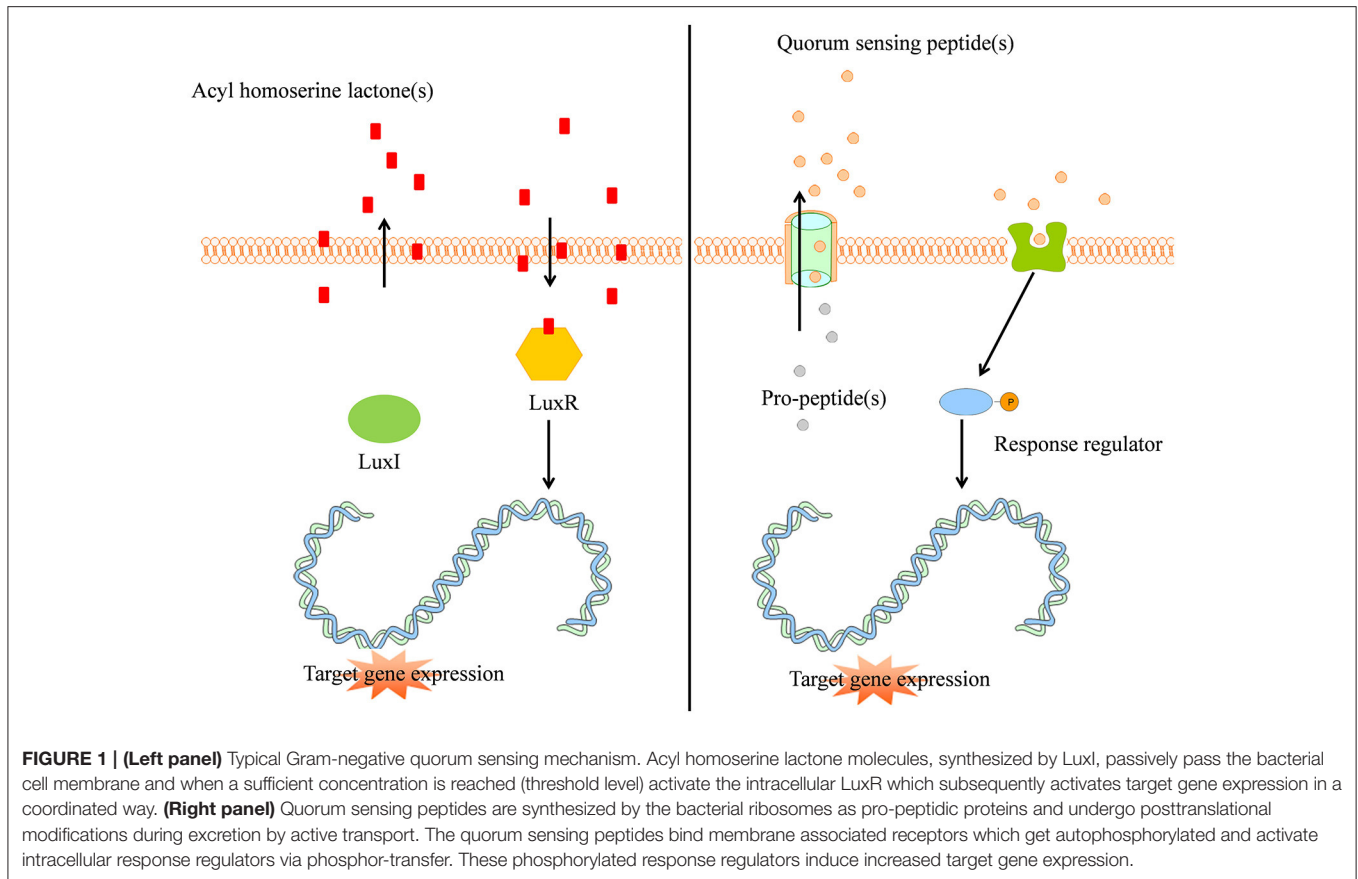 Acyl homoserine lactone(s)
LuxR
LuxI
Target gene expression
Quorum sensing peptide(s)
Pro-peptide(s)
P
Response regulator
Target gene expression
FIGURE 1 | (Left panel) Typical Gram-negative quorum sensing mechanism. Acyl homoserine lactone molecules, synthesized by LuxI, passively pass the bacterial
cell membrane and when a sufficient concentration is reached (threshold level) activate the intracellular LuxR which subsequently activates target gene expression in a
coordinated way. (Right panel) Quorum sensing peptides are synthesized by the bacterial ribosomes as pro-peptidic proteins and undergo posttranslational
modifications during excretion by active transport. The quorum sensing peptides bind membrane associated receptors which get autophosphorylated and activate
intracellular response regulators via phosphor-transfer. These phosphorylated response regulators induce increased target gene expression.